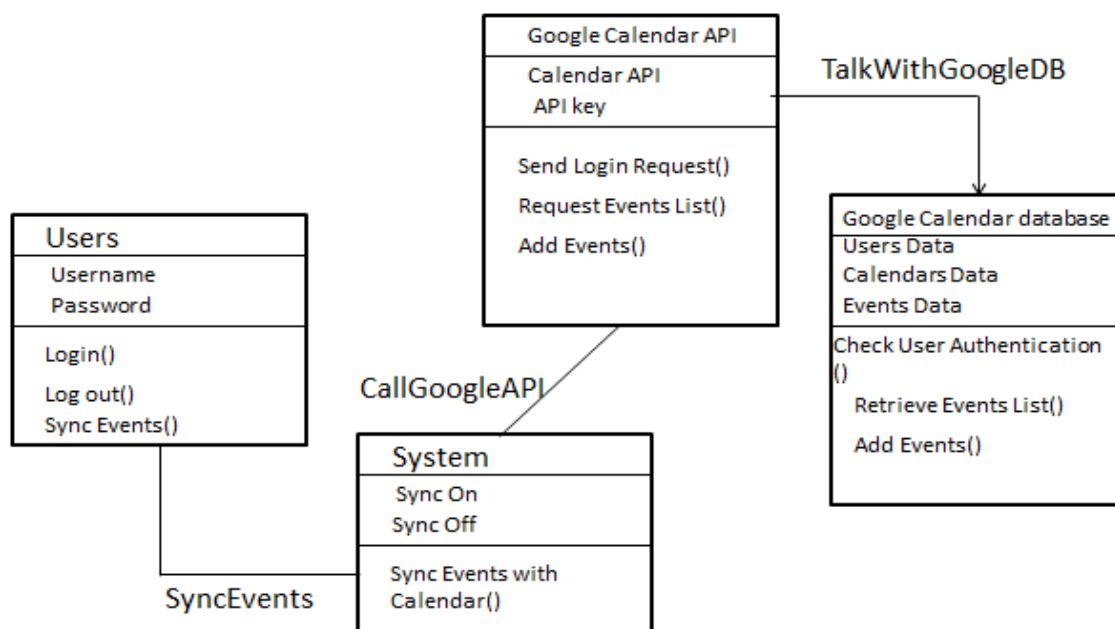 Google Calendar API
Calendar API
API key
Send Login Request()
Request Events List()
Add Events()
TalkWithGoogleDB
Google Calendar database
Users Data
Calendars Data
Events Data
Check User Authentication
()
Retrieve Events List()
Add Events()
Users
Username
Password
Login()
Log out()
Sync Events()
CallGoogleAPI
System
Sync On
Sync Off
Sync Events with
Calendar()
SyncEvents